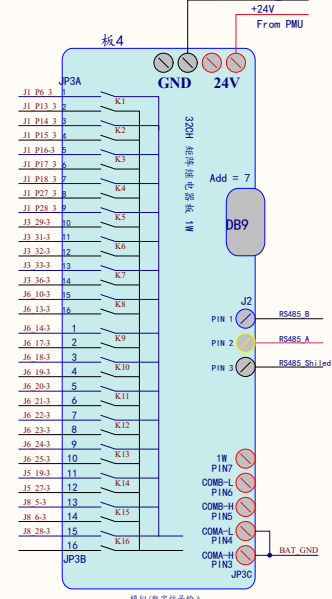 +24V
From PMU
板4
GND 24V
JP3A
J1 P6 3 1
J1 P13 3 2
K1
J1 P14 3 3
J1 P15 3 4
K2
J1 P16-3 5
J1 P17 3 6
K3
J1 P18 3 7
J1 P27 3 8
K4
J1 P28 3 9
J3 29-3 10
K5
J3 31-3 11
J3 32-3 12
K6
J3 33-3 13
J3 36-3 14
K7
J6 10-3 15
J6 13-3 16
K8
J6 14-3 1
J6 17-3 2
K9
J6 18-3 3
J6 19-3 4
K10
J6 20-3 5
J6 21-3 6
K11
J6 22-3 7
J6 23-3 8
K12
J6 24-3 9
J6 25-3 10
K13
J5 19-3 11
J5 27-3 12
K14
J8 5-3 13
J8 6-3 14
K15
J8 28-3 15
16
K16
JP3B
32CH 矩阵继电器板 1W
Add = 7
DB9
J2
PIN 1 RS485_B
PIN 2 RS485_A
PIN 3 RS485_Shiled
1W
PIN7
COMB-L
PIN6
COMB-H
PIN5
COMA-L
PIN4
COMA-H
PIN3
BAT_GND
JP3C